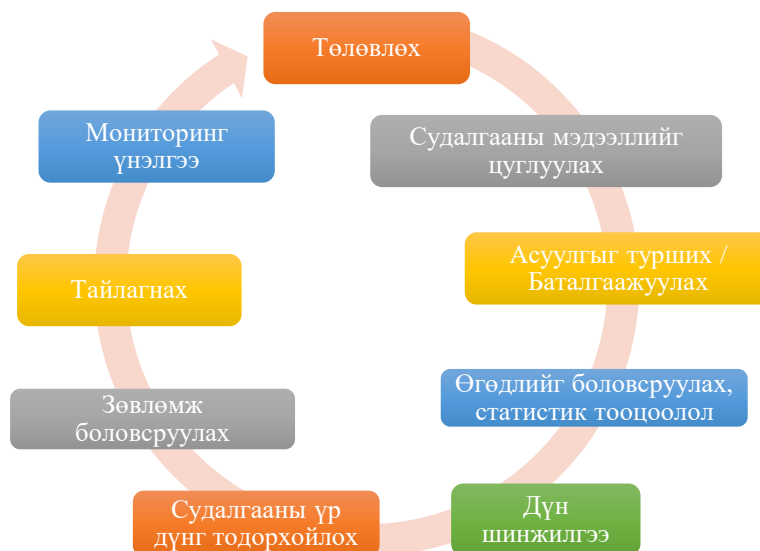 Төлөвлөх
Судалгааны мэдээллийг
цуглуулах
Асуулгыг турших /
Баталгаажуулах
Өгөдлийг боловсруулах,
статистик тооцоолол
Дүн
шинжилгээ
Судалгааны үр
дүнг тодорхойлох
Зөвлөмж
боловсруулах
Тайлагнах
Мониторинг
үнэлгээ